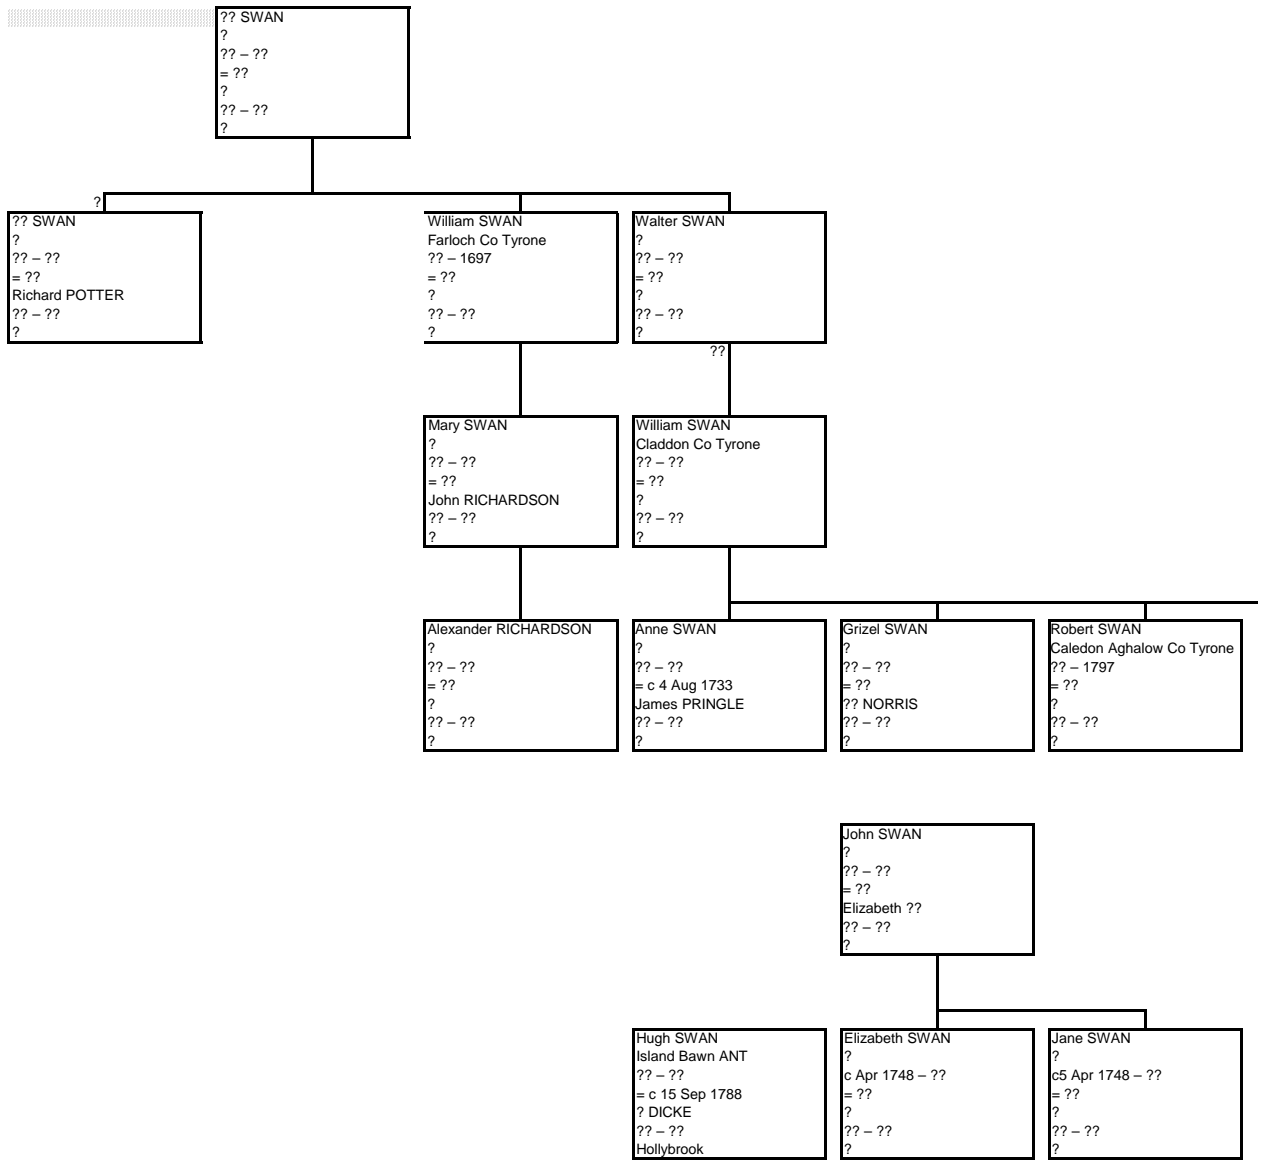 ?? SWAN
?
?? – ??
= ??
?
?? – ??
?
?
?? SWAN
?
?? – ??
= ??
Richard POTTER
?? – ??
?
William SWAN
Farloch Co Tyrone
?? – 1697
= ??
?
?? – ??
?
Walter SWAN
?
?? – ??
= ??
?
?? – ??
?
??
Mary SWAN
?
?? – ??
= ??
John RICHARDSON
?? – ??
?
William SWAN
Claddon Co Tyrone
?? – ??
= ??
?
?? – ??
?
Alexander RICHARDSON
?
?? – ??
= ??
?
?? – ??
?
Anne SWAN
?
?? – ??
= c 4 Aug 1733
James PRINGLE
?? – ??
?
Grizel SWAN
?
?? – ??
= ??
?? NORRIS
?? – ??
?
Robert SWAN
Caledon Aghalow Co Tyrone
?? – 1797
= ??
?
?? – ??
?
John SWAN
?
?? – ??
= ??
Elizabeth ??
?? – ??
?
Hugh SWAN
Island Bawn ANT
?? – ??
= c 15 Sep 1788
? DICKE
?? – ??
Hollybrook
Elizabeth SWAN
?
c Apr 1748 – ??
= ??
?
?? – ??
?
Jane SWAN
?
c5 Apr 1748 – ??
= ??
?
?? – ??
?